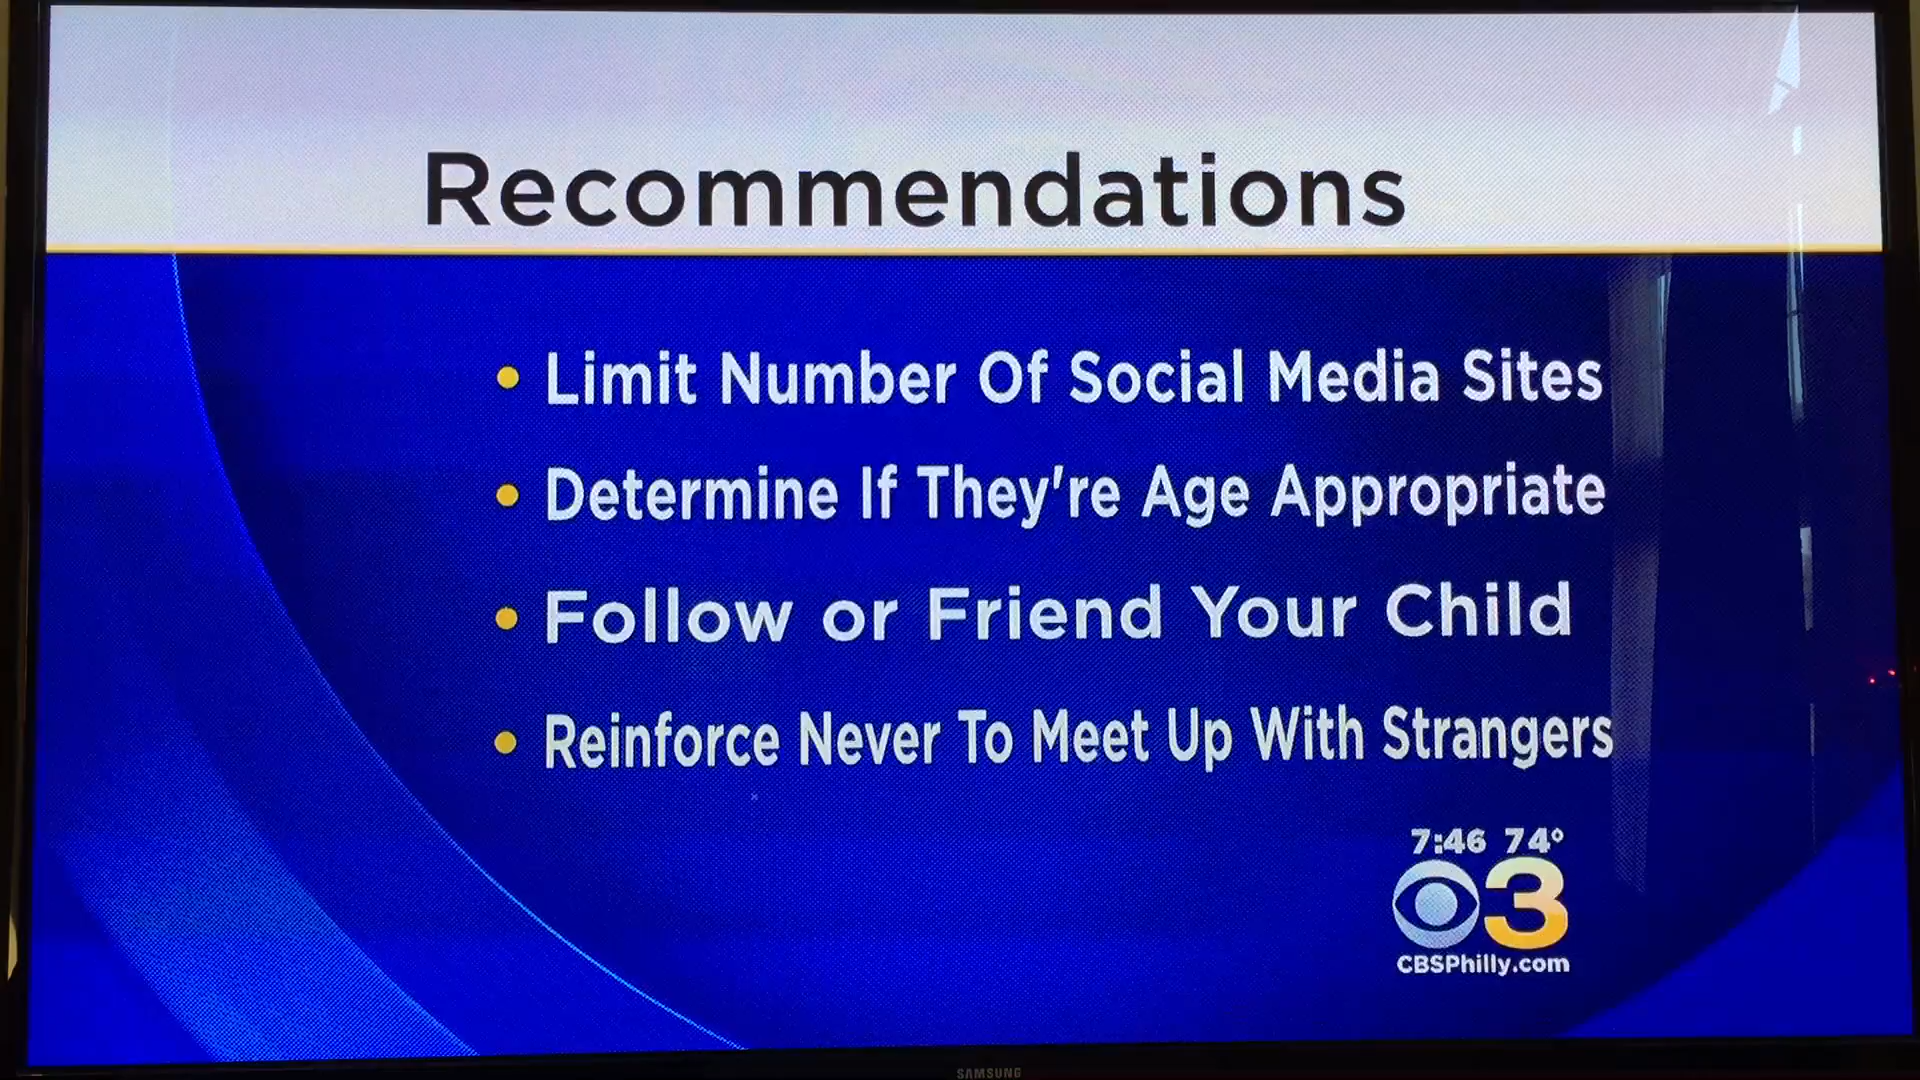 Recommendations
• Limit Number Of Social Media Sites
• Determine If They're Age Appropriate
• Follow or Friend Your Child
• Reinforce Never To Meet Up With Strangers
7:46 74°
3
CBSPhilly.com
SAMSUNG